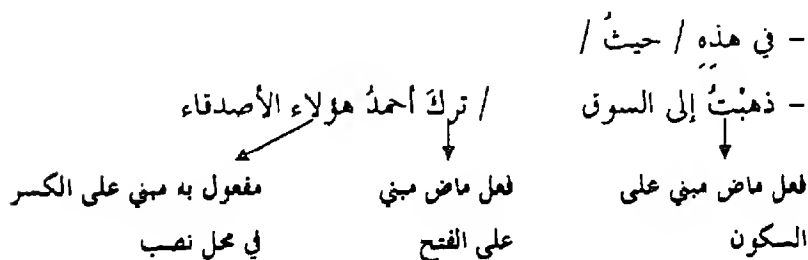 - في هذِهِ / حيثُ /
- ذهبْتُ إلى السوق / تركَ أحمدُ هؤلاءِ الأصدقاء
فعل ماض مبني على فعل ماض مبني مفعول به مبني على الكسر
السكون على الفتح في محل نصب